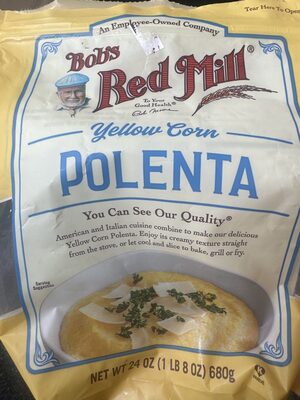 Tear Here To Open
An Employee-Owned Company
Bob's
Red Mill®
To Your
Good Health®
Bob Moore
Yellow Corn
POLENTA
You Can See Our Quality®
American and Italian cuisine combine to make our delicious
Yellow Corn Polenta. Enjoy its creamy texture straight
from the stove, or let cool and slice to bake, grill or fry.
Serving
Suggestion
NET WT 24 OZ (1 LB 8 OZ) 680g
K